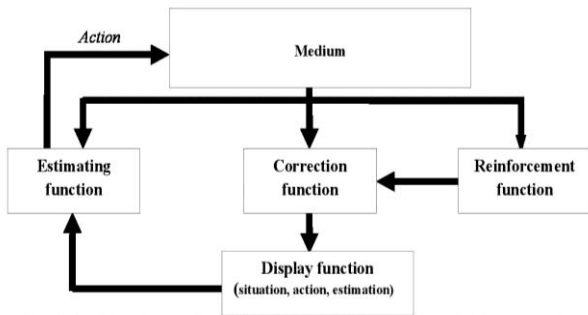 Action
Medium
Estimating
function
Correction
function
Reinforcement
function
Display function
(situation, action, estimation)